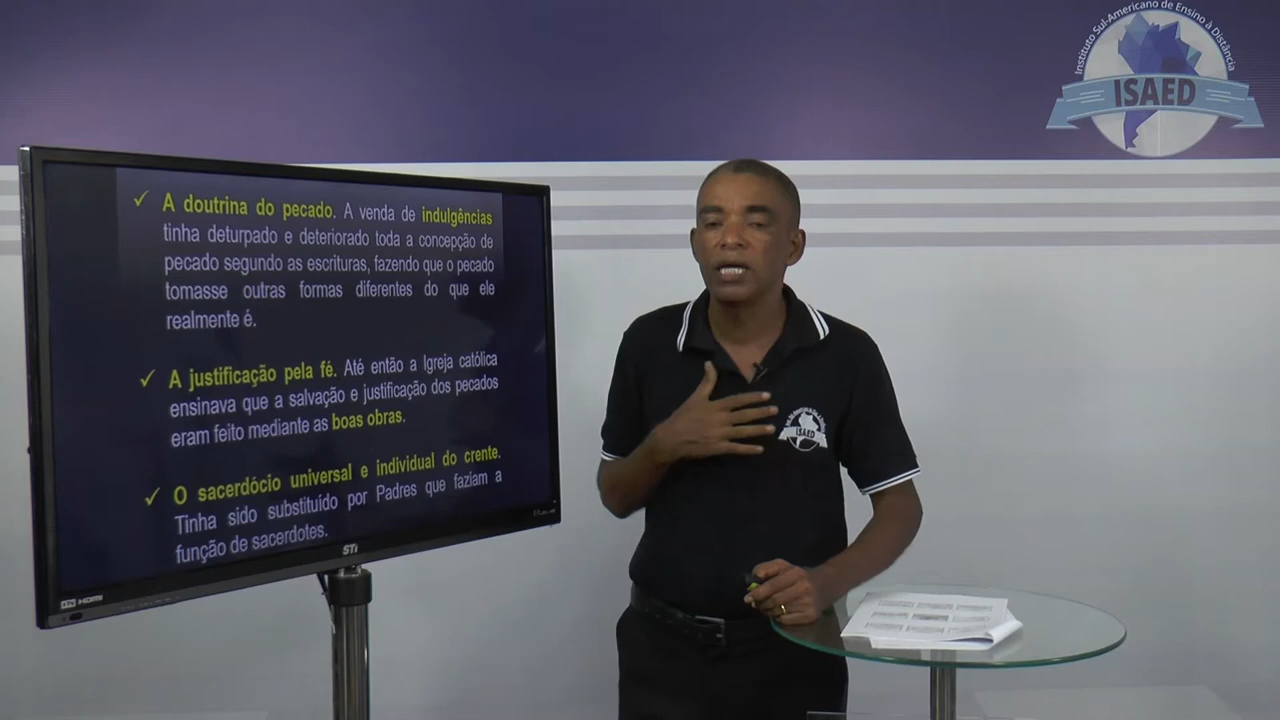 Instituto Sul-Americano de Ensino à Distância
ISAED
✓ A doutrina do pecado. A venda de indulgências
tinha deturpado e deteriorado toda a concepção de
pecado segundo as escrituras, fazendo que o pecado
tomasse outras formas diferentes do que ele
realmente é.
✓ A justificação pela fé. Até então a Igreja católica
ensinava que a salvação e justificação dos pecados
eram feito mediante as boas obras.
✓ O sacerdócio universal e individual do crente.
Tinha sido substituído por Padres que faziam a
função de sacerdotes.
STi
HDMI
ISAED